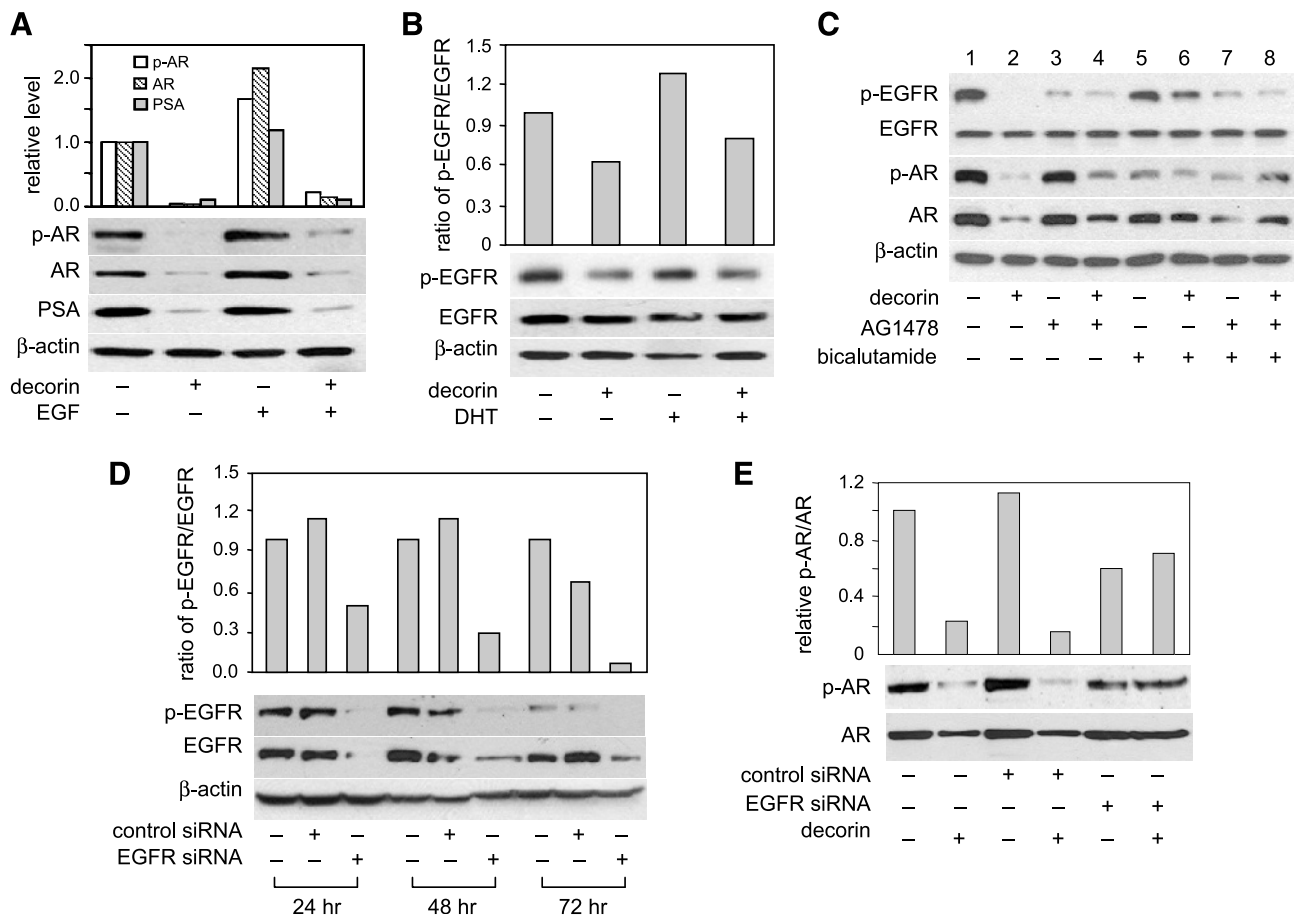 A
relative level
2.0
1.0
0.0
p-AR
AR
PSA
p-AR
AR
PSA
β-actin
decorin – + – +
EGF – – + +
B
ratio of p-EGFR/EGFR
1.5
1.2
0.9
0.6
0.3
0
p-EGFR
EGFR
β-actin
decorin – + – +
DHT – – + +
C
1 2 3 4 5 6 7 8
p-EGFR
EGFR
p-AR
AR
β-actin
decorin – + – + – + – +
AG1478 – – + + – – + +
bicalutamide – – – – + + + +
D
ratio of p-EGFR/EGFR
1.5
1.2
0.9
0.6
0.3
0.0
p-EGFR
EGFR
β-actin
control siRNA – + – – + – – + –
EGFR siRNA – – + – – + – – +
24 hr 48 hr 72 hr
E
relative p-AR/AR
1.2
0.8
0.4
0
p-AR
AR
control siRNA – – + + – –
EGFR siRNA – – – – + +
decorin – + – + – +